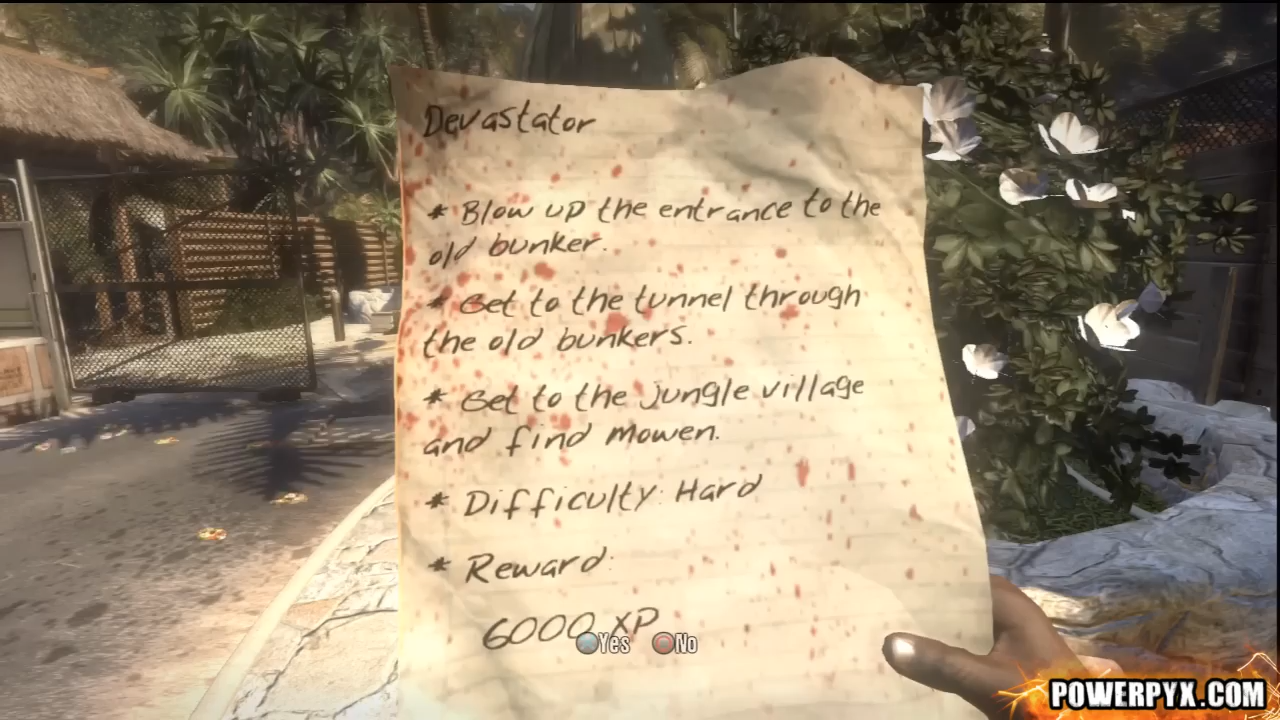 Devastator
* Blow up the entrance to the
old bunker.
* Get to the tunnel through
the old bunkers.
* Get to the jungle village
and find Mowen.
* Difficulty: Hard
* Reward:
6000 XP
Yes No
POWERPYX.COM